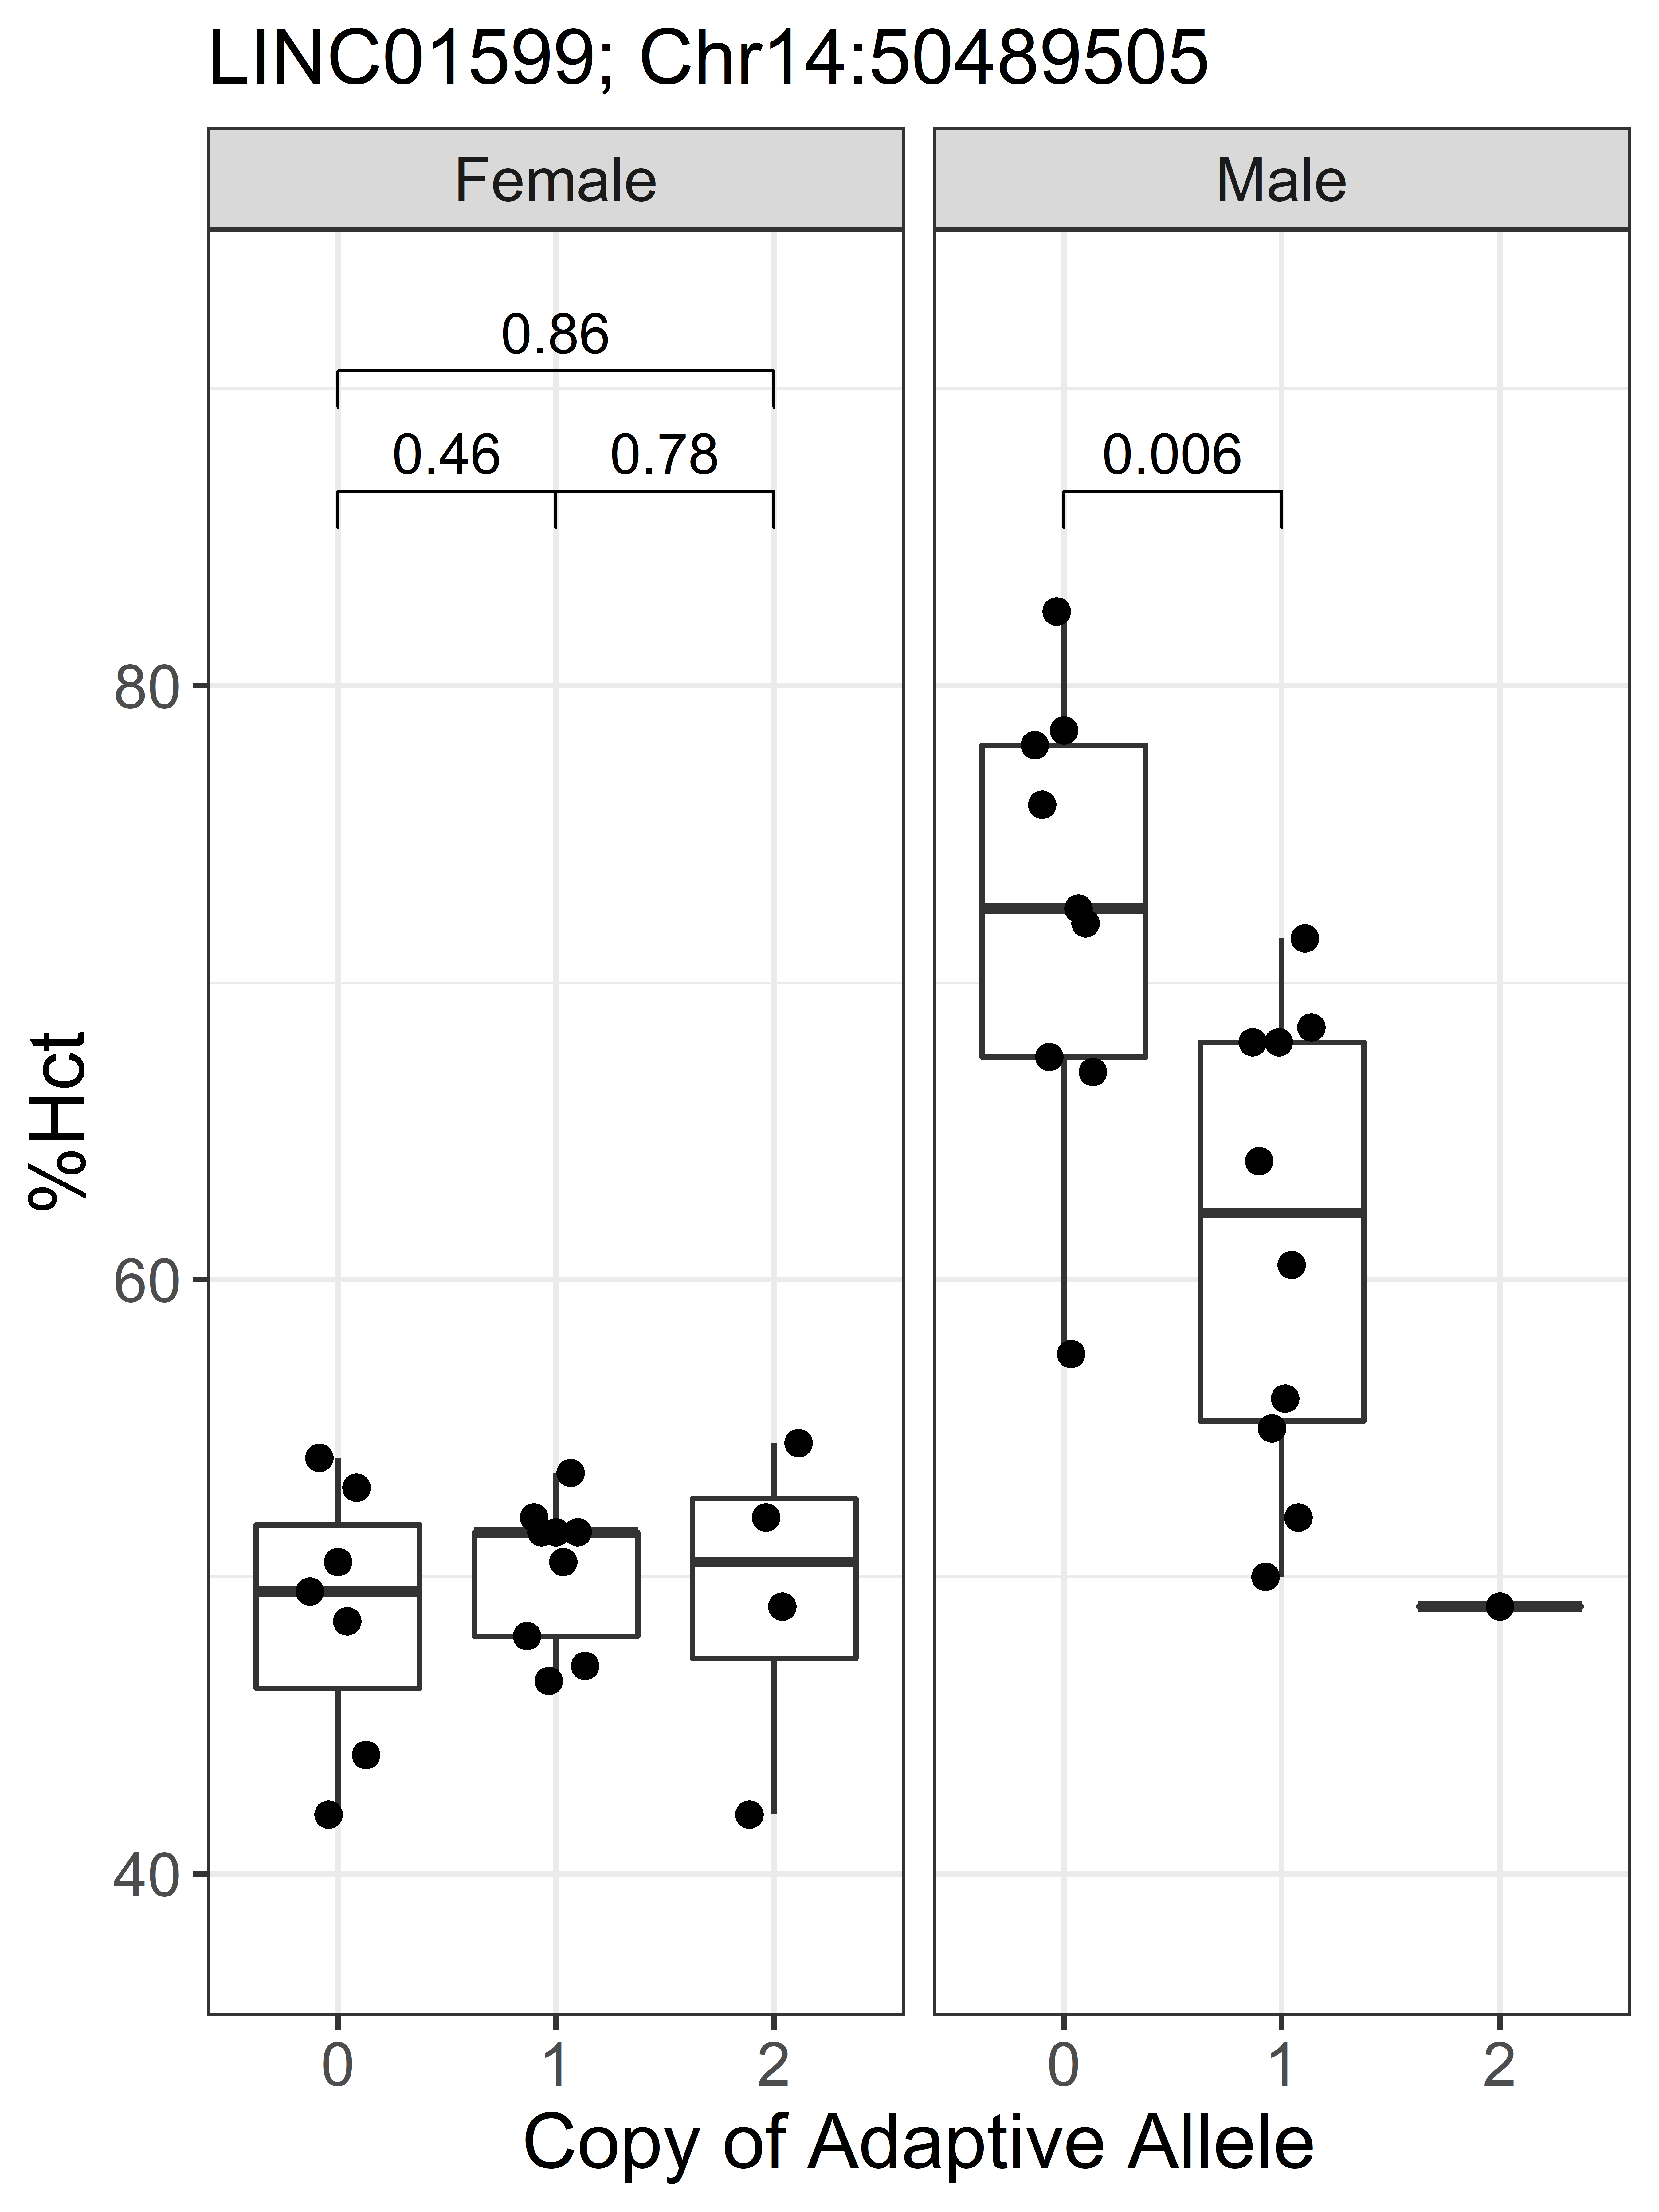 LINC01599; Chr14:50489505
Female
Male
0.86
0.46
0.78
0.006
%Hct
80
60
40
0
1
2
0
1
2
Copy of Adaptive Allele